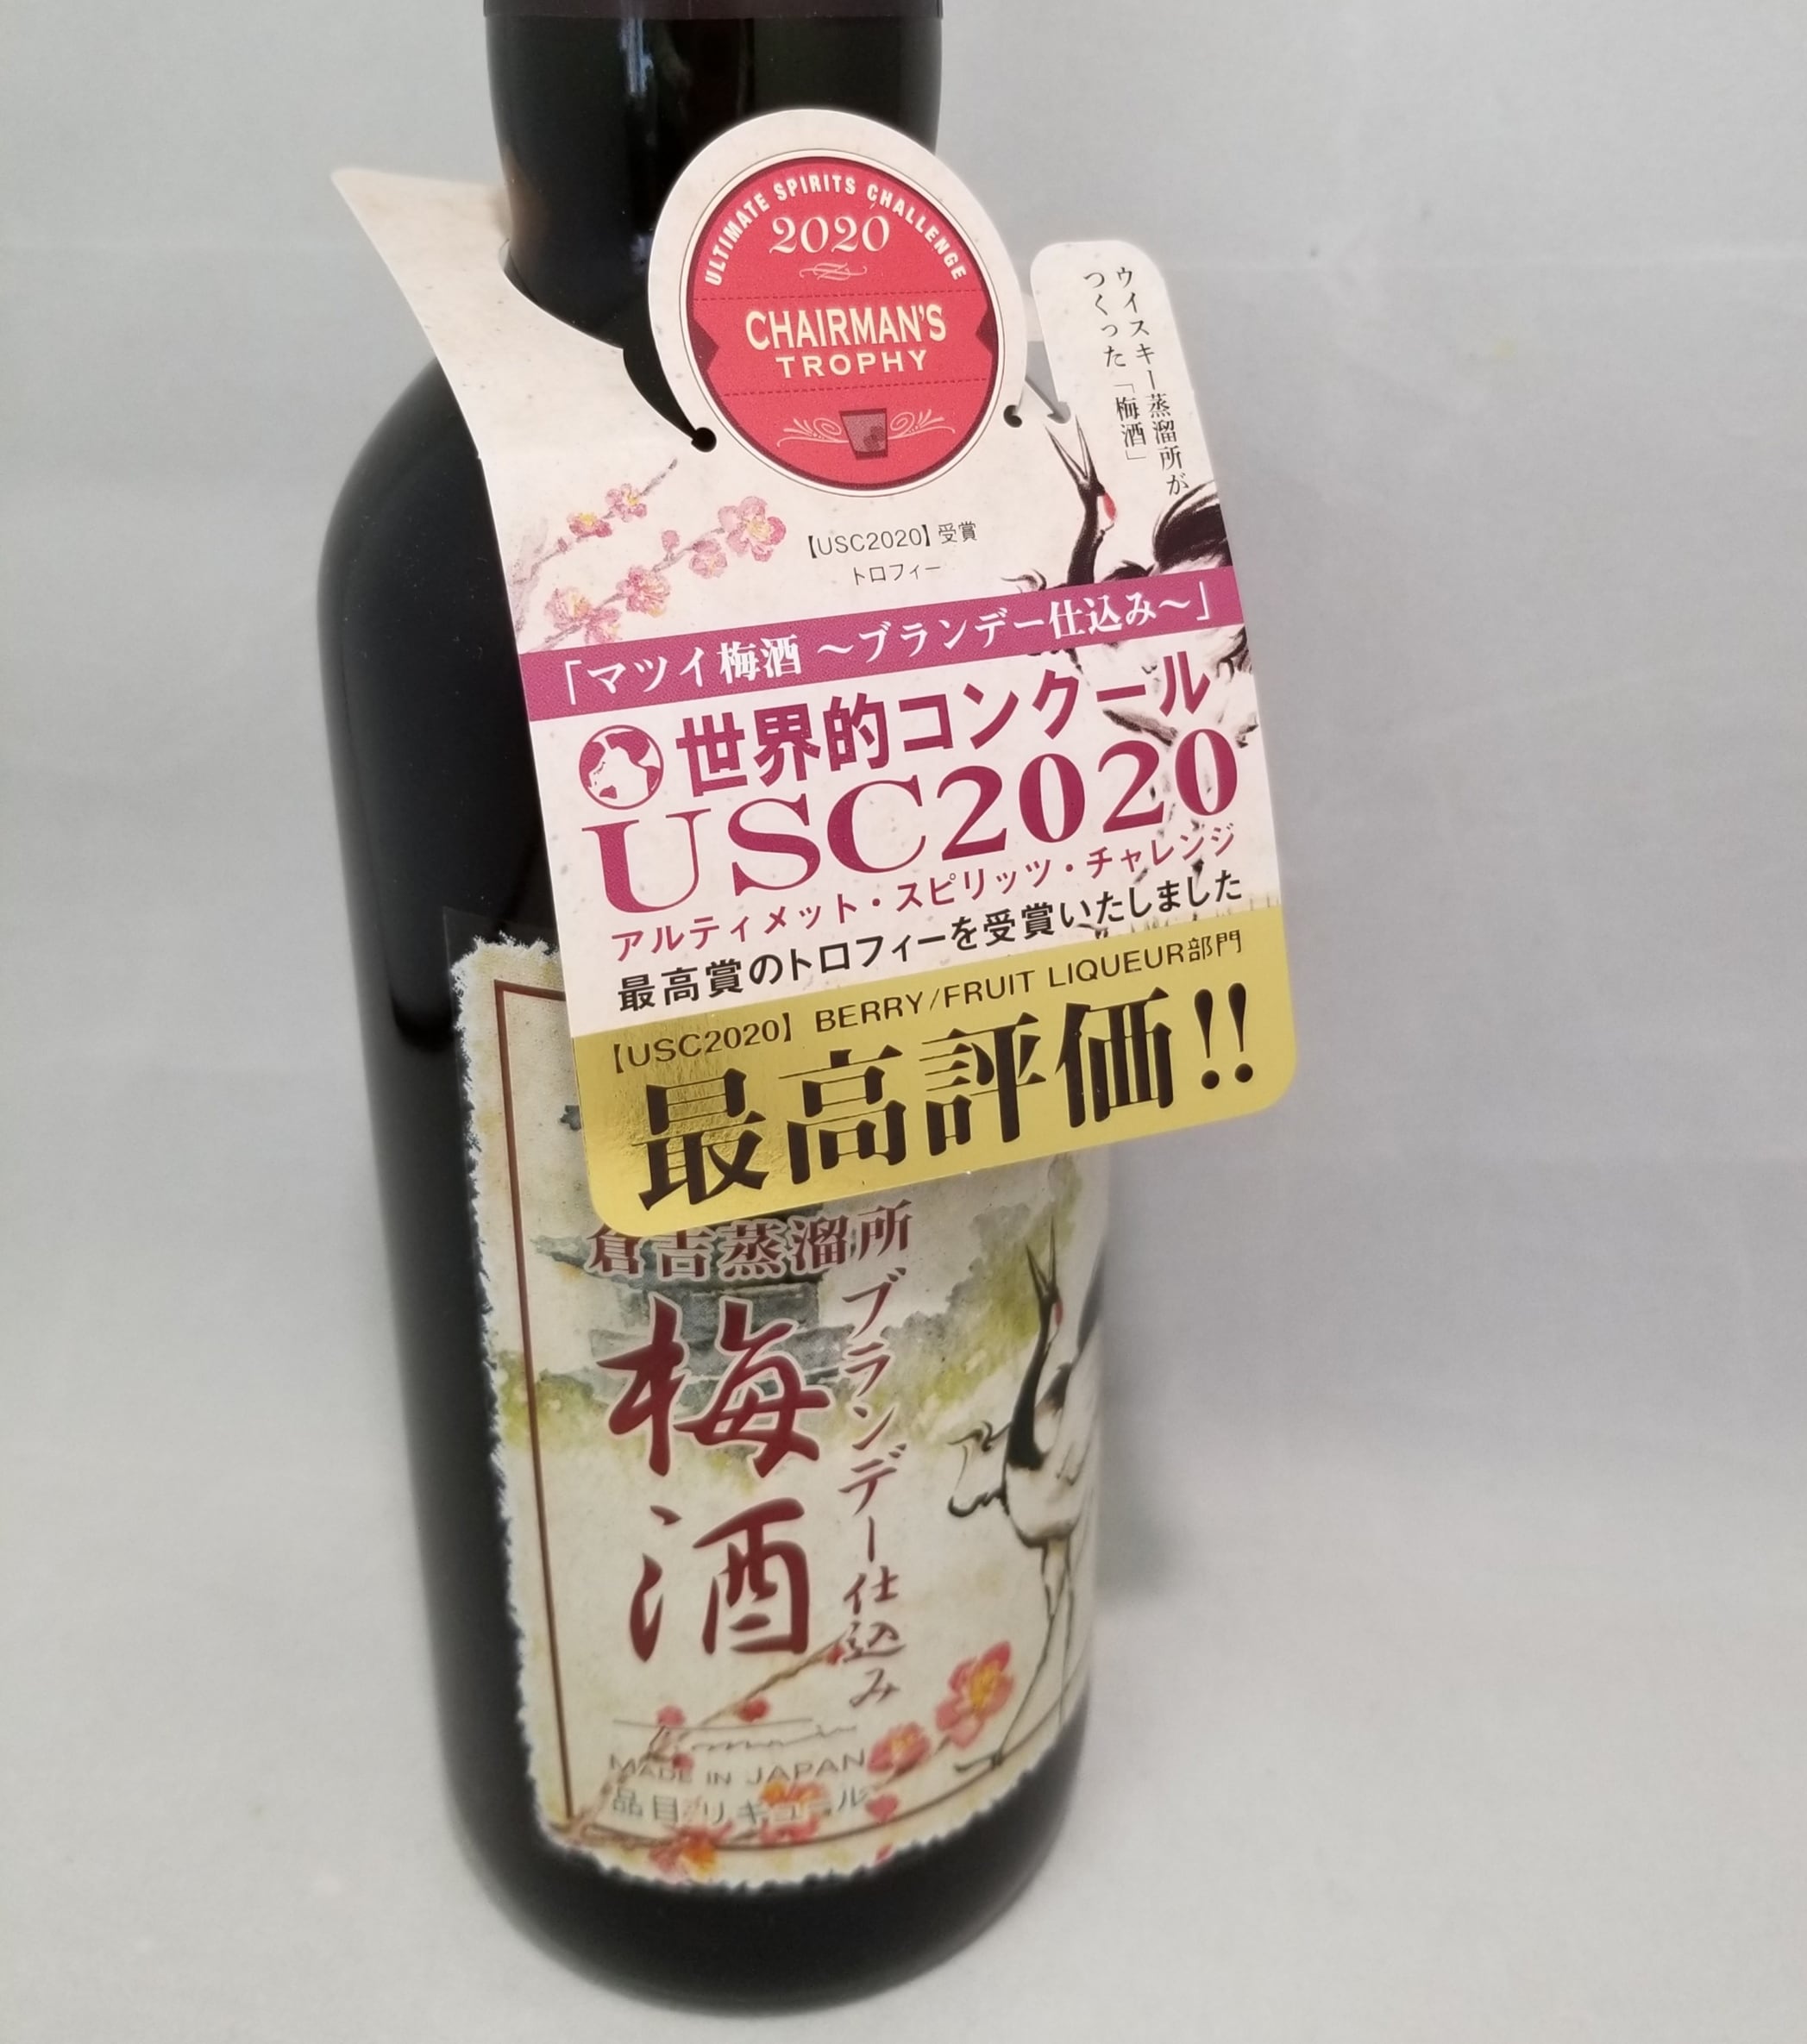 ULTIMATE SPIRITS CHALLENGE
2020
CHAIRMAN'S
TROPHY
ウイスキー蒸溜所が
つくった「梅酒」
【USC2020】受賞
トロフィー
「マツイ梅酒 〜ブランデー仕込み〜」
世界的コンクール
USC2020
アルティメット・スピリッツ・チャレンジ
最高賞のトロフィーを受賞いたしました
【USC2020】BERRY/FRUIT LIQUEUR部門
最高評価!!
倉吉蒸溜所
ブランデー仕込み
梅酒
MADE IN JAPAN
品目 リキュール